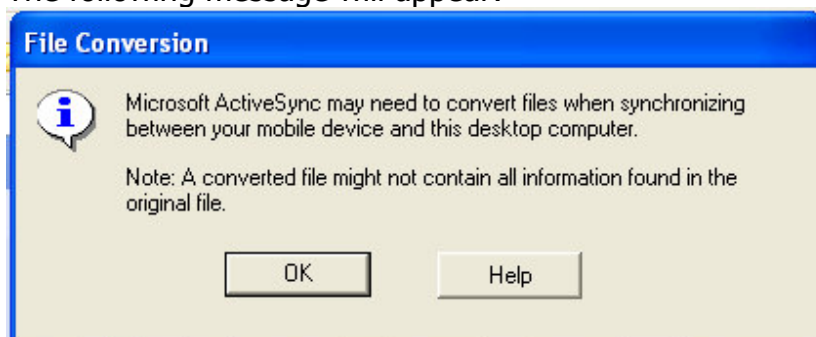 The following message will appear:
File Conversion
Microsoft ActiveSync may need to convert files when synchronizing
between your mobile device and this desktop computer.
Note: A converted file might not contain all information found in the
original file.
OK
Help